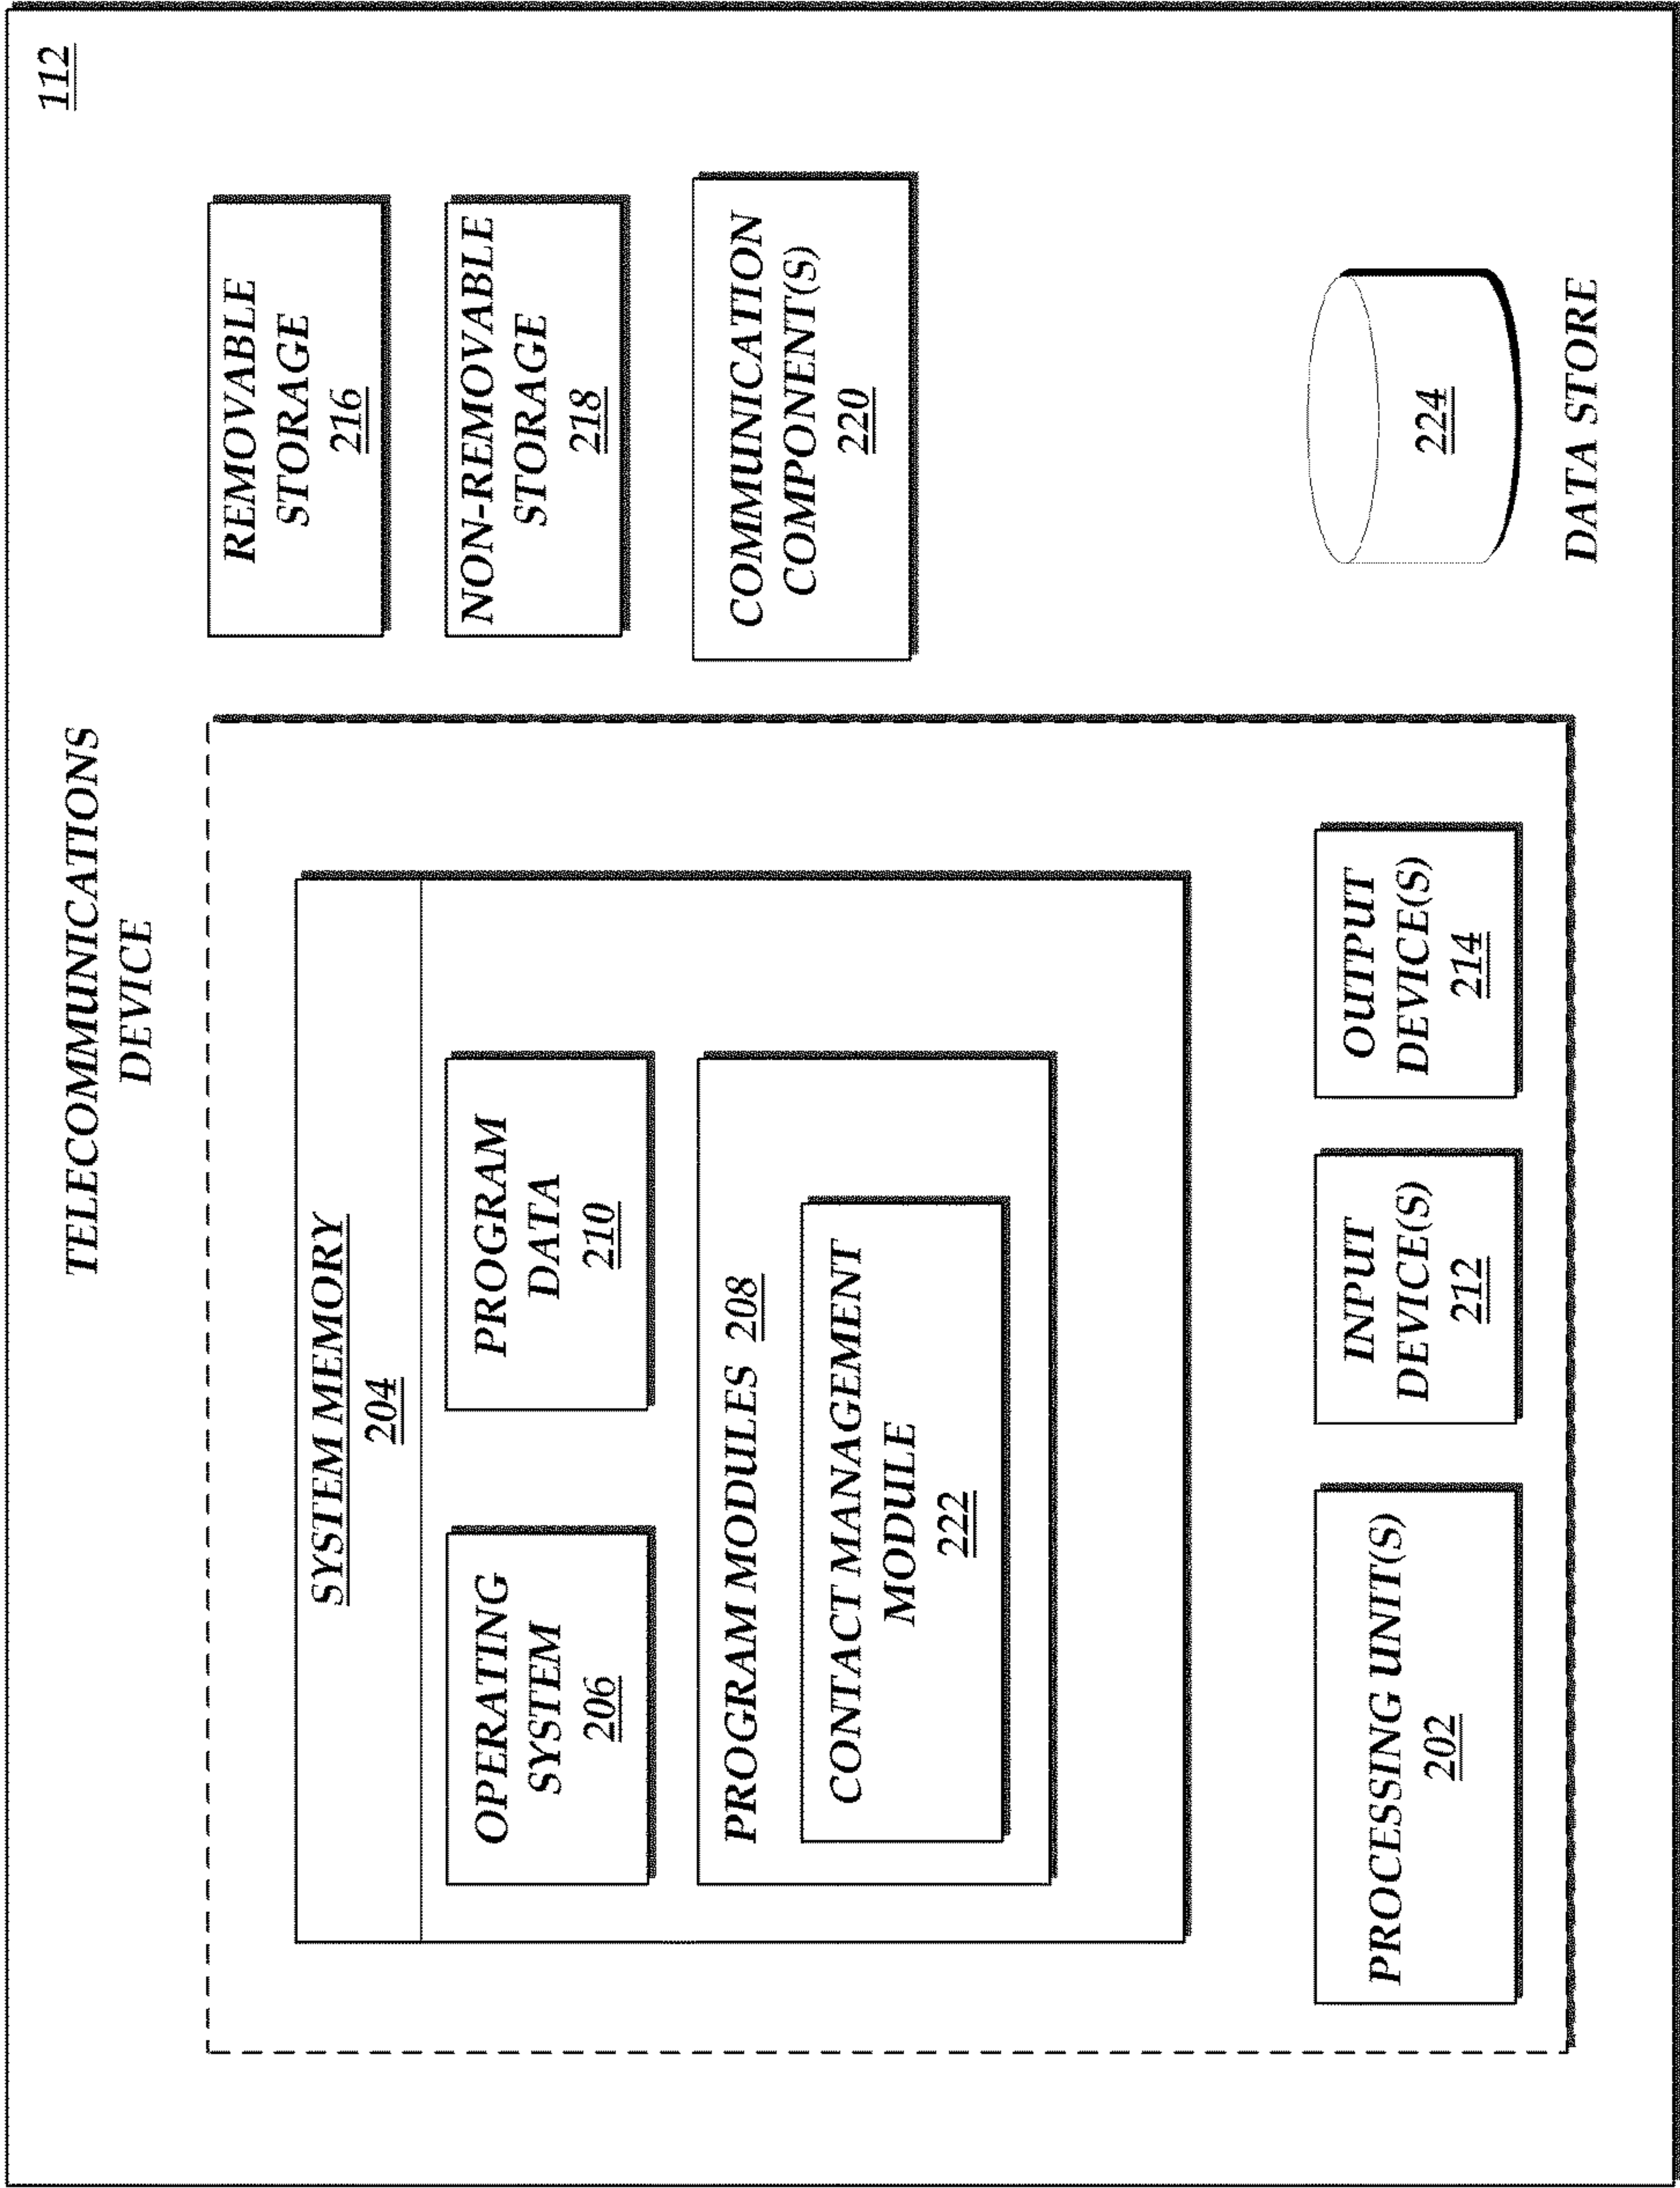 112
TELECOMMUNICATIONS
DEVICE
SYSTEM MEMORY
204
OPERATING
SYSTEM
206
PROGRAM
DATA
210
PROGRAM MODULES 208
CONTACT MANAGEMENT
MODULE
222
PROCESSING UNIT(S)
202
INPUT
DEVICE(S)
212
OUTPUT
DEVICE(S)
214
REMOVABLE
STORAGE
216
NON-REMOVABLE
STORAGE
218
COMMUNICATION
COMPONENT(S)
220
224
DATA STORE